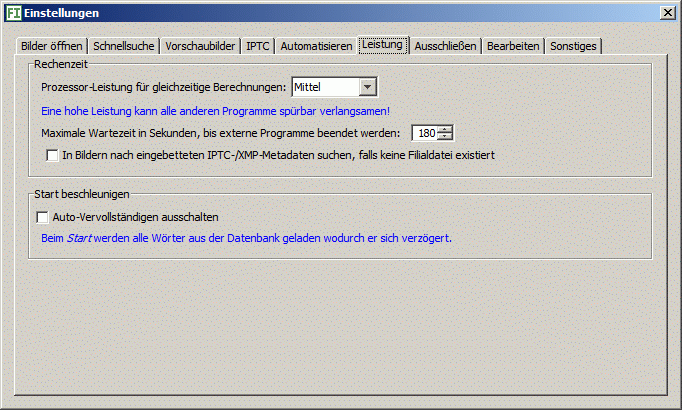 FI Einstellungen
Bilder öffnen Schnellsuche Vorschaubilder IPTC Automatisieren Leistung Ausschließen Bearbeiten Sonstiges
Rechenzeit
Prozessor-Leistung für gleichzeitige Berechnungen: Mittel
Eine hohe Leistung kann alle anderen Programme spürbar verlangsamen!
Maximale Wartezeit in Sekunden, bis externe Programme beendet werden: 180
In Bildern nach eingebetteten IPTC-/XMP-Metadaten suchen, falls keine Filialdatei existiert
Start beschleunigen
Auto-Vervollständigen ausschalten
Beim Start werden alle Wörter aus der Datenbank geladen wodurch er sich verzögert.